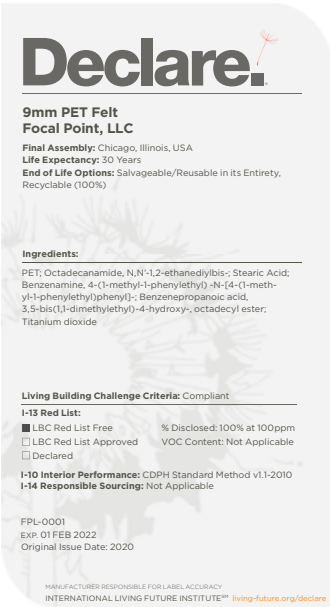 Declare.
9mm PET Felt
Focal Point, LLC
Final Assembly: Chicago, Illinois, USA
Life Expectancy: 30 Years
End of Life Options: Salvageable/Reusable in its Entirety,
Recyclable (100%)
Ingredients:
PET; Octadecanamide, N,N'-1,2-ethanediylbis-; Stearic Acid;
Benzenamine, 4-(1-methyl-1-phenylethyl) -N-[4-(1-meth-
yl-1-phenylethyl)phenyl]-; Benzenepropanoic acid,
3,5-bis(1,1-dimethylethyl)-4-hydroxy-, octadecyl ester;
Titanium dioxide
Living Building Challenge Criteria: Compliant
I-13 Red List:
LBC Red List Free % Disclosed: 100% at 100ppm
LBC Red List Approved VOC Content: Not Applicable
Declared
I-10 Interior Performance: CDPH Standard Method v1.1-2010
I-14 Responsible Sourcing: Not Applicable
FPL-0001
EXP. 01 FEB 2022
Original Issue Date: 2020
MANUFACTURER RESPONSIBLE FOR LABEL ACCURACY
INTERNATIONAL LIVING FUTURE INSTITUTE℠ living-future.org/declare